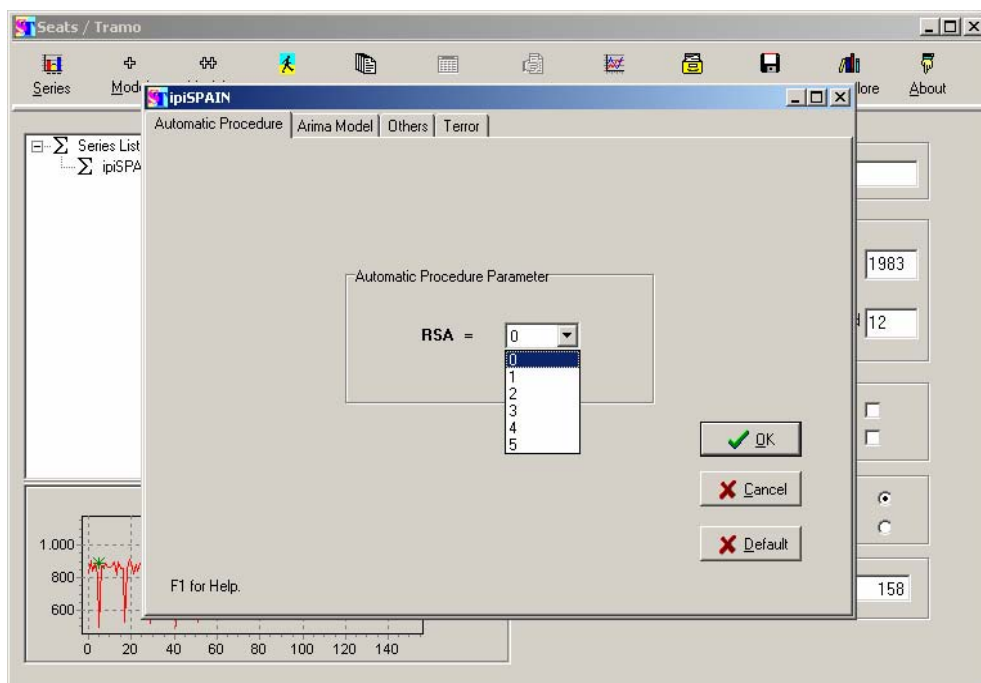 Seats / Tramo
Series
About
ipiSPAIN
Automatic Procedure
Arima Model
Others
Terror
Series List
Automatic Procedure Parameter
RSA =
0
0
1
2
3
4
5
1983
12
OK
Cancel
Default
F1 for Help.
158
1.000
800
600
0 20 40 60 80 100 120 140